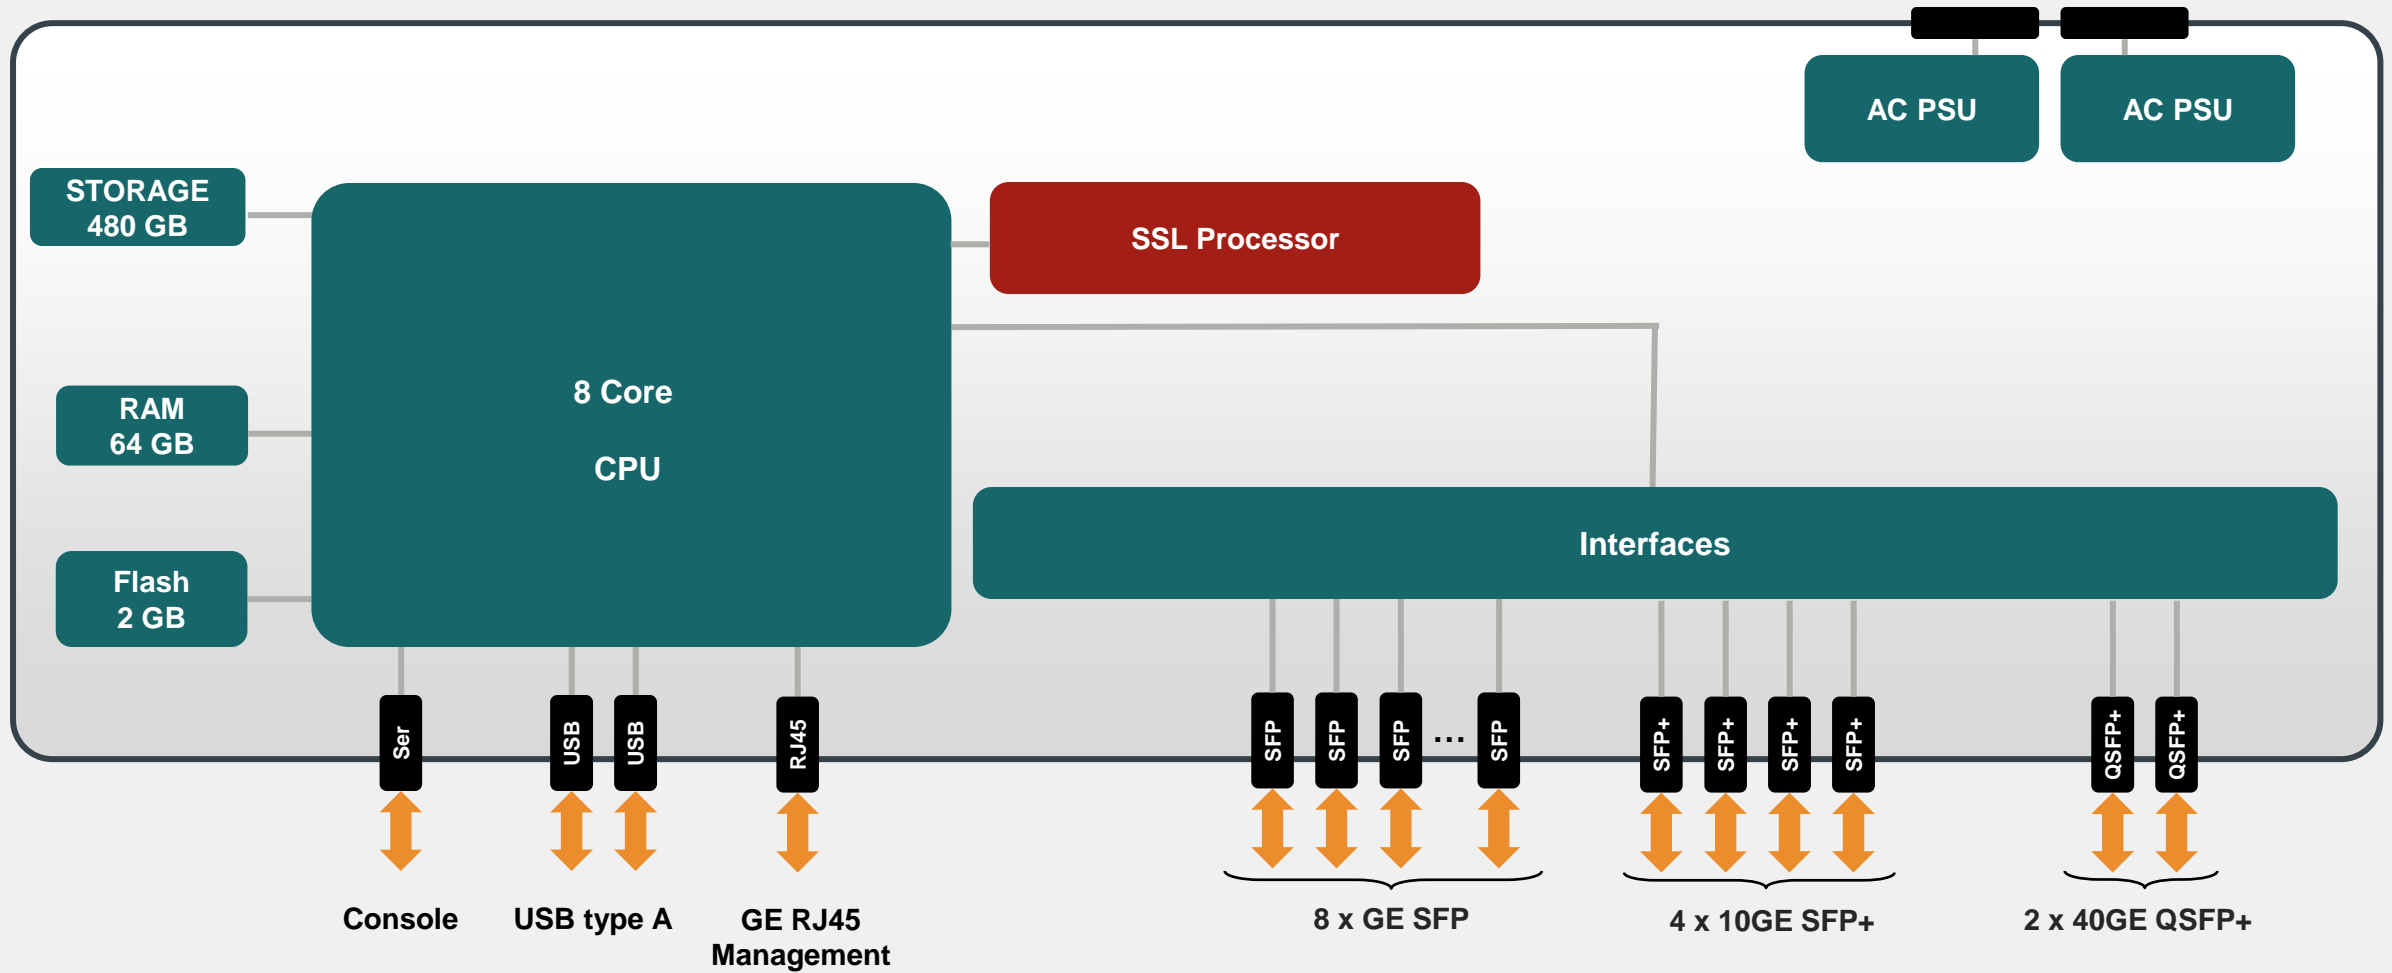 AC PSU
AC PSU
STORAGE
480 GB
SSL Processor
8 Core
CPU
RAM
64 GB
Interfaces
Flash
2 GB
Ser
USB
USB
RJ45
SFP
SFP
SFP
...
SFP
SFP+
SFP+
SFP+
SFP+
QSFP+
QSFP+
Console
USB type A
GE RJ45
Management
8 x GE SFP
4 x 10GE SFP+
2 x 40GE QSFP+